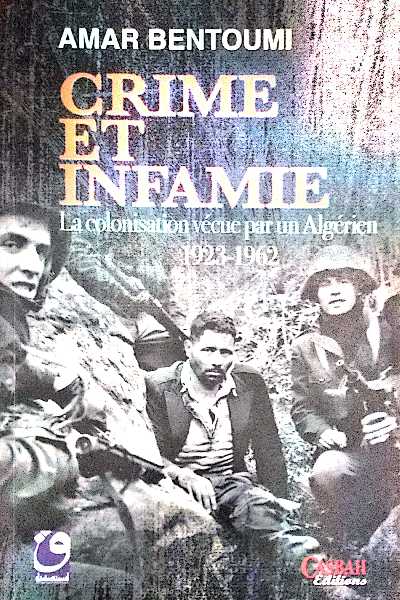 AMAR BENTOUMI
CRIME
ET
INFAMIE
La colonisation vécue par un Algérien
1923-1962
CASBAH
Editions